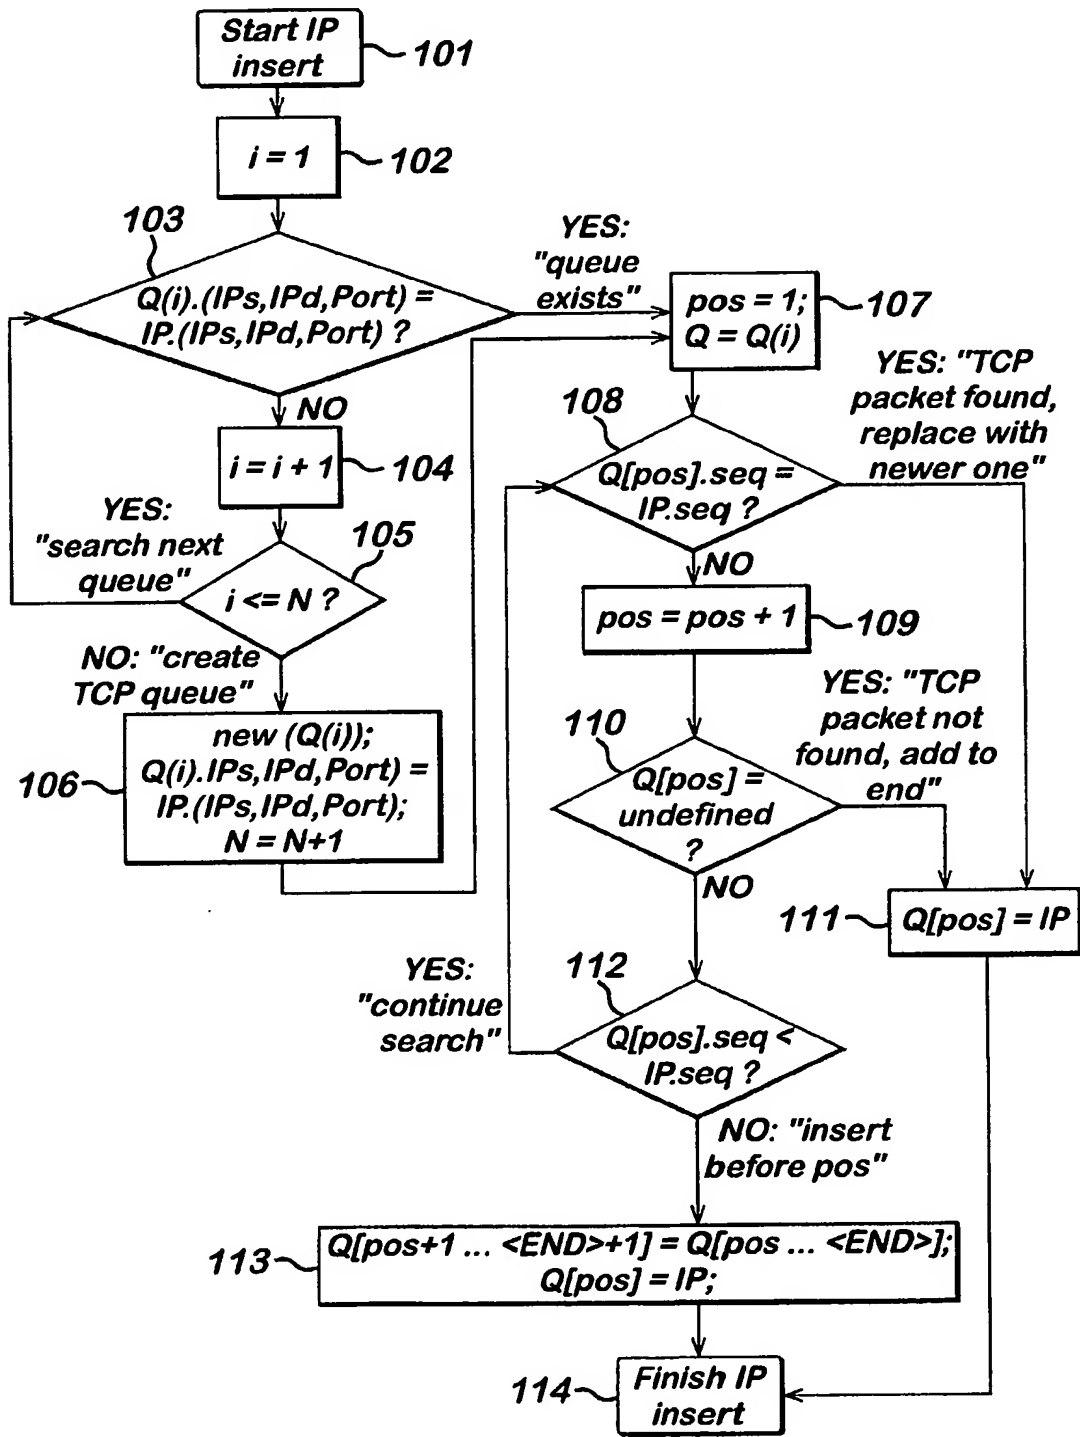 Start IP
insert
101
i = 1
102
103
Q(i).(IPs,IPd,Port) =
IP.(IPs,IPd,Port) ?
YES:
"queue
exists"
pos = 1;
Q = Q(i)
107
NO
i = i + 1
104
YES:
"search next
queue"
105
i <= N ?
NO: "create
TCP queue"
new (Q(i));
Q(i).IPs,IPd,Port) =
IP.(IPs,IPd,Port);
N = N+1
106
108
Q[pos].seq =
IP.seq ?
YES: "TCP
packet found,
replace with
newer one"
NO
pos = pos + 1
109
110
Q[pos] =
undefined
?
YES: "TCP
packet not
found, add to
end"
NO
111
Q[pos] = IP
YES:
"continue
search"
112
Q[pos].seq <
IP.seq ?
NO: "insert
before pos"
113
Q[pos+1 ... <END>+1] = Q[pos ... <END>];
Q[pos] = IP;
114
Finish IP
insert